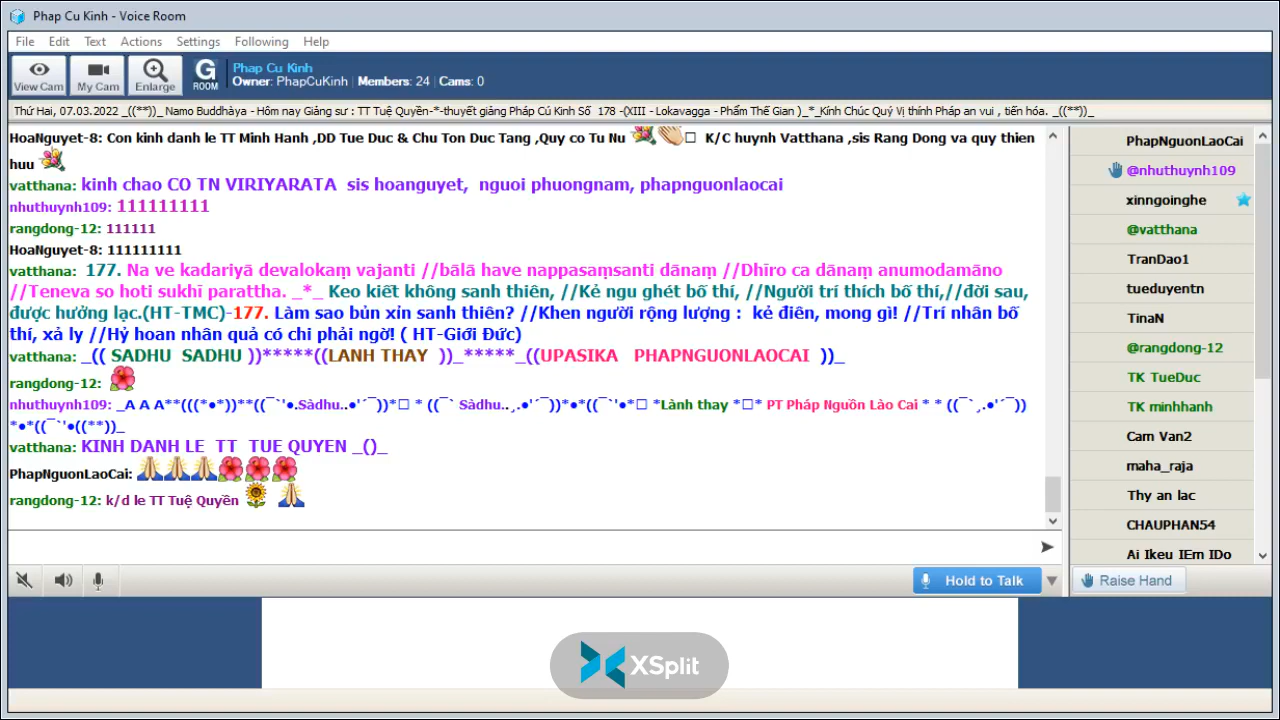 Phap Cu Kinh - Voice Room
File Edit Text Actions Settings Following Help
View Cam My Cam Enlarge G ROOM
Phap Cu Kinh
Owner: PhapCuKinh | Members: 24 | Cams: 0
Thứ Hai, 07.03.2022 _((**))_ Namo Buddhàya - Hôm nay Giảng sư : TT Tuệ Quyền-*-thuyết giảng Pháp Cú Kinh Số 178 -(XIII - Lokavagga - Phẩm Thế Gian )_*_Kính Chúc Quý Vị thính Pháp an vui , tiến hóa. _((**))_
HoaNguyet-8: Con kinh danh le TT Minh Hanh ,DD Tue Duc & Chu Ton Duc Tang ,Quy co Tu Nu K/C huynh Vatthana ,sis Rang Dong va quy thien
huu
vatthana: kinh chao CO TN VIRIYARATA sis hoanguyet, nguoi phuongnam, phapnguonlaocai
nhuthuynh109: 111111111
rangdong-12: 111111
HoaNguyet-8: 111111111
vatthana: 177. Na ve kadariyā devalokaṃ vajanti //bālā have nappasaṃsanti dānaṃ //Dhīro ca dānaṃ anumodamāno
//Teneva so hoti sukhī parattha. _*_ Keo kiết không sanh thiên, //Kẻ ngu ghét bố thí, //Người trí thích bố thí,//đời sau,
được hưởng lạc.(HT-TMC)-177. Làm sao bủn xỉn sanh thiên? //Khen người rộng lượng : kẻ điên, mong gì! //Trí nhân bố
thí, xả ly //Hỷ hoan nhân quả có chi phải ngờ! ( HT-Giới Đức)
vatthana: _(( SADHU SADHU ))*****((LANH THAY ))_*****_((UPASIKA PHAPNGUONLAOCAI ))_
rangdong-12:
nhuthuynh109: _A A A**(((*•*))**((¯`'•.Sàdhu..•'´¯))*□ * ((¯` Sàdhu..¸.•'´¯))*•*((¯`'•*□ *Lành thay *□* PT Pháp Nguồn Lào Cai * * ((¯`¸.•'´¯))
*•*((¯`'•((**))_
vatthana: KINH DANH LE TT TUE QUYEN _()_
PhapNguonLaoCai:
rangdong-12: k/d le TT Tuệ Quyền
Hold to Talk
PhapNguonLaoCai
@nhuthuynh109
xinngoinghe
@vatthana
TranDao1
tueduyentn
TinaN
@rangdong-12
TK TueDuc
TK minhhanh
Cam Van2
maha_raja
Thy an lac
CHAUPHAN54
Ai Ikeu IEm IDo
Raise Hand
XSplit